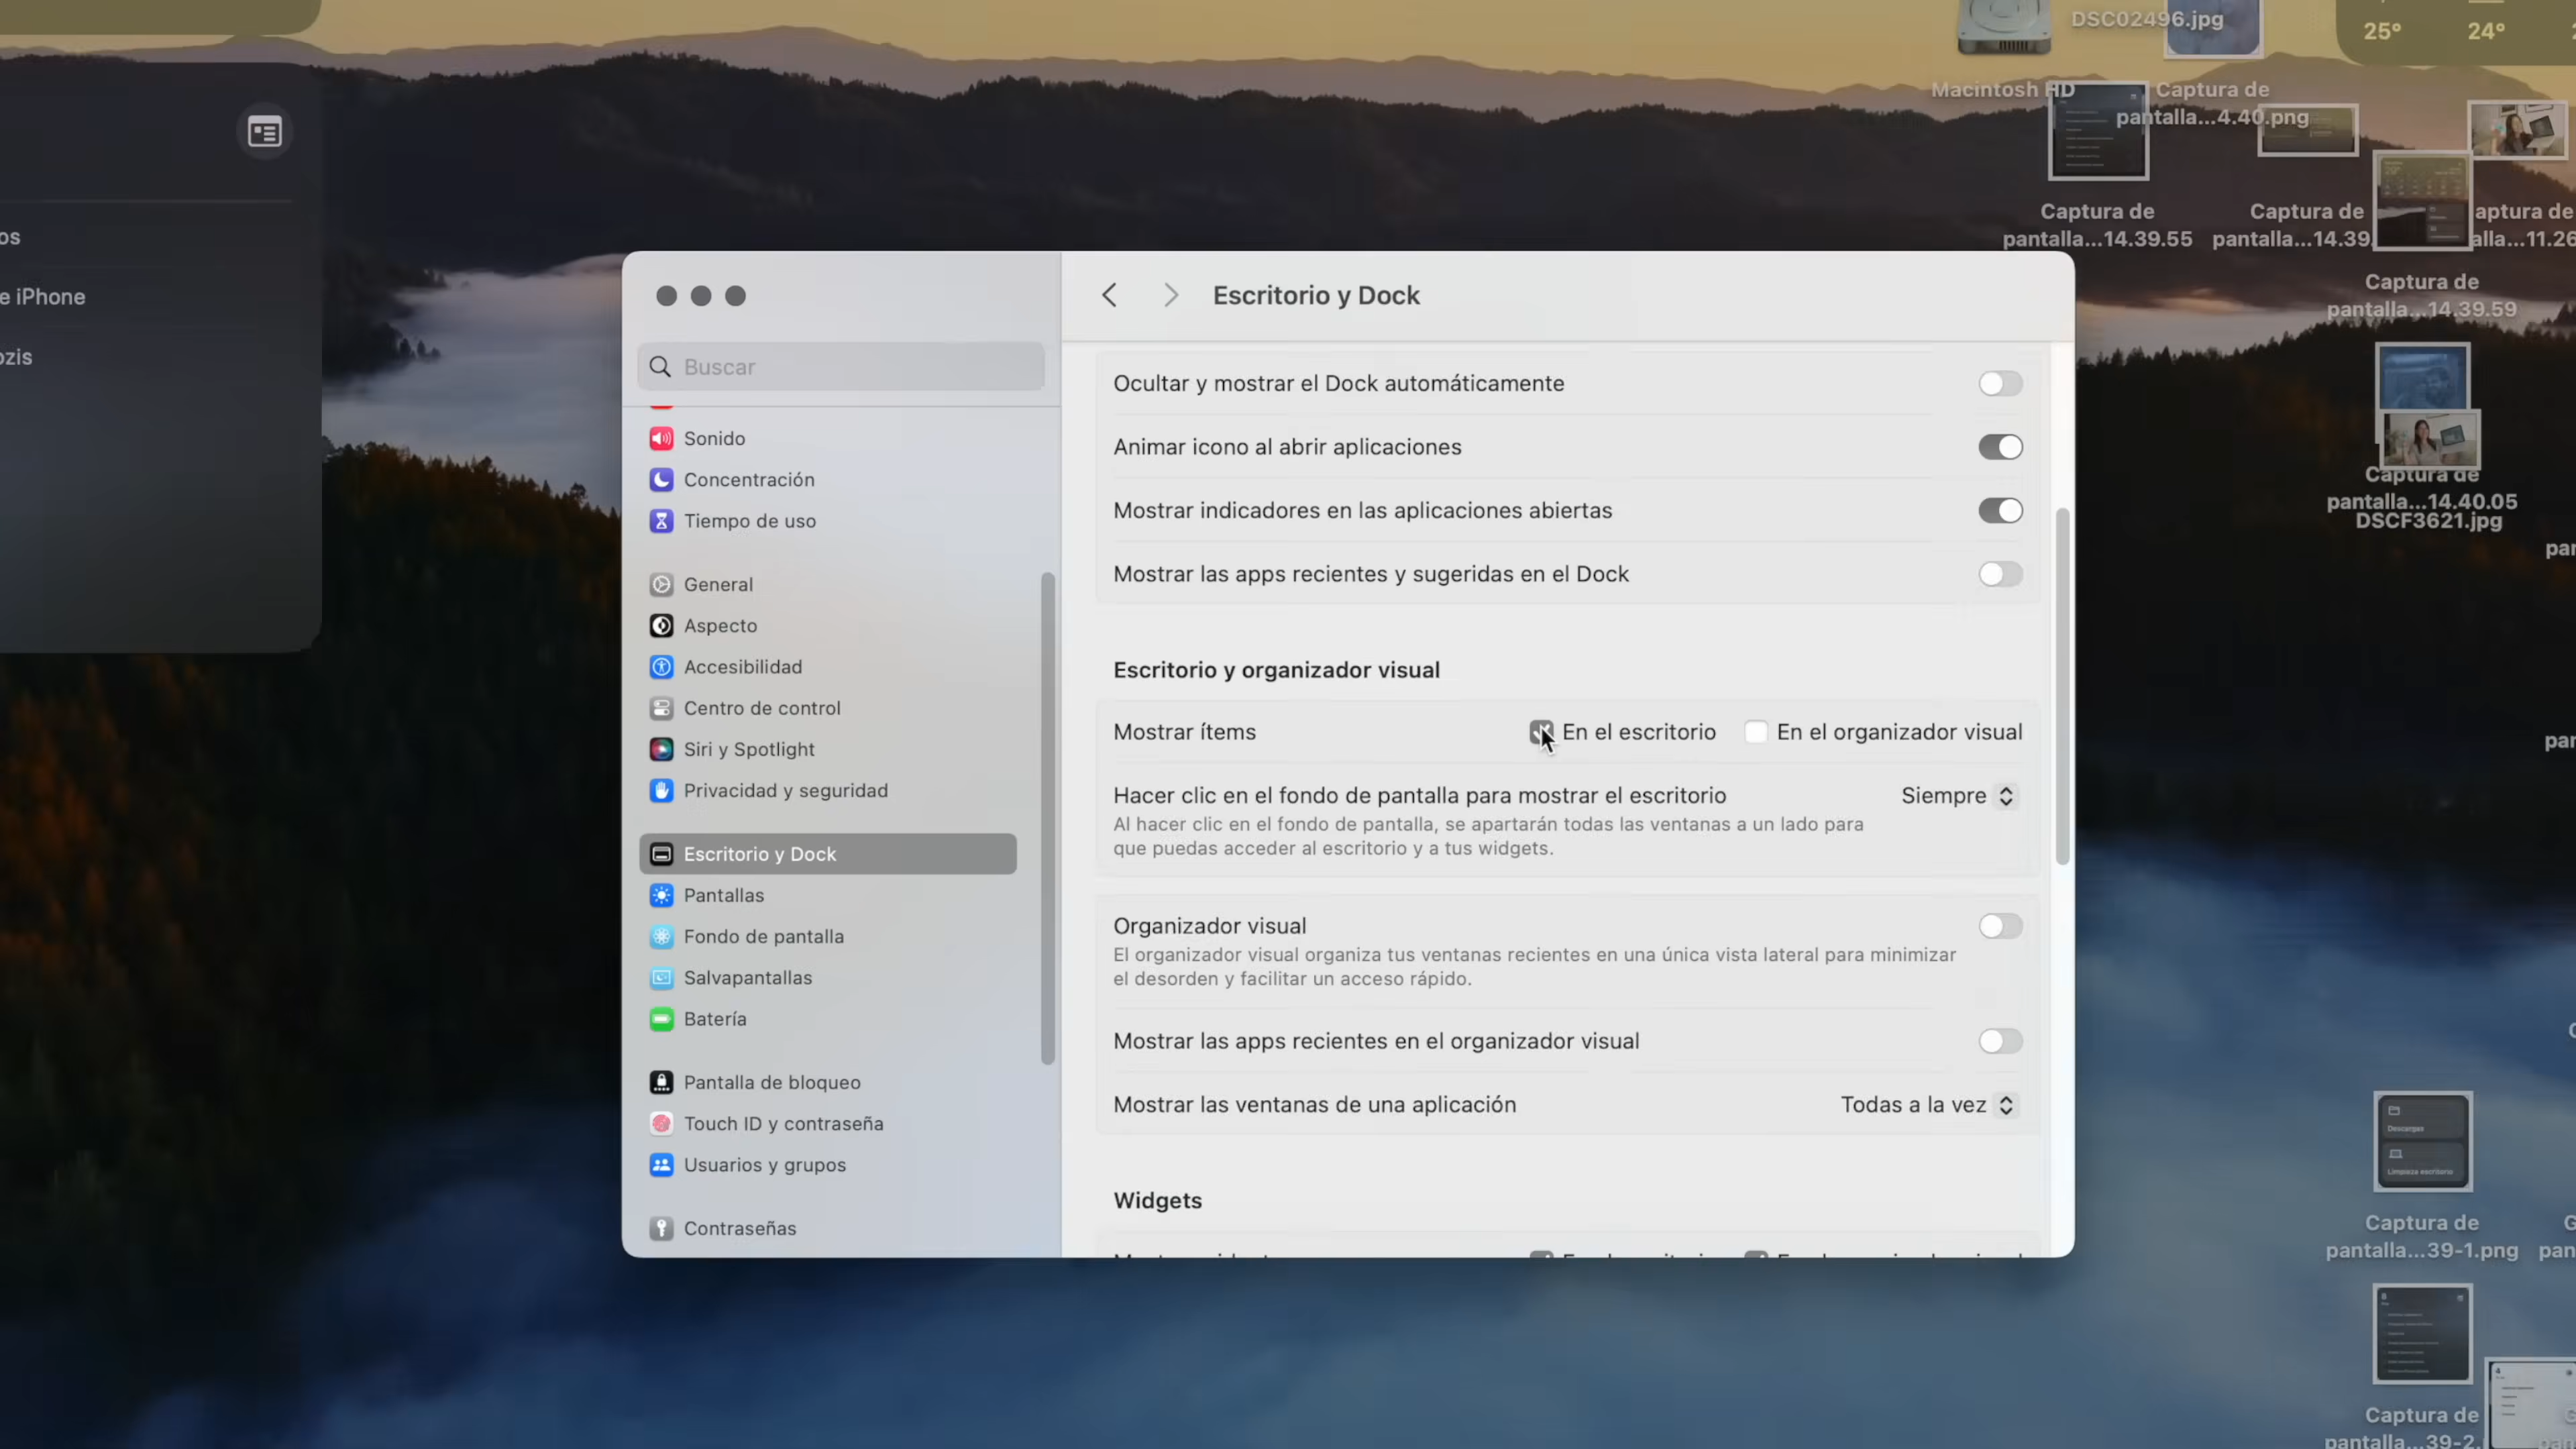 25°
24°
DSC02496.jpg
Macintosh HD
Captura de
pantalla...4.40.png
Captura de
pantalla...14.39.55
Captura de
pantalla...14.39.
aptura de
alla...11.26
Captura de
pantalla...14.39.59
Captura de
pantalla...14.40.05
DSCF3621.jpg
os
e iPhone
ozis
Escritorio y Dock
Buscar
Sonido
Concentración
Tiempo de uso
General
Aspecto
Accesibilidad
Centro de control
Siri y Spotlight
Privacidad y seguridad
Escritorio y Dock
Pantallas
Fondo de pantalla
Salvapantallas
Batería
Pantalla de bloqueo
Touch ID y contraseña
Usuarios y grupos
Contraseñas
Ocultar y mostrar el Dock automáticamente
Animar icono al abrir aplicaciones
Mostrar indicadores en las aplicaciones abiertas
Mostrar las apps recientes y sugeridas en el Dock
Escritorio y organizador visual
Mostrar ítems En el escritorio En el organizador visual
Hacer clic en el fondo de pantalla para mostrar el escritorio Siempre
Al hacer clic en el fondo de pantalla, se apartarán todas las ventanas a un lado para
que puedas acceder al escritorio y a tus widgets.
Organizador visual
El organizador visual organiza tus ventanas recientes en una única vista lateral para minimizar
el desorden y facilitar un acceso rápido.
Mostrar las apps recientes en el organizador visual
Mostrar las ventanas de una aplicación Todas a la vez
Widgets
Descargas
Limpieza escritorio
Captura de
pantalla...39-1.png
pan
Captura de
pantalla...39-2.